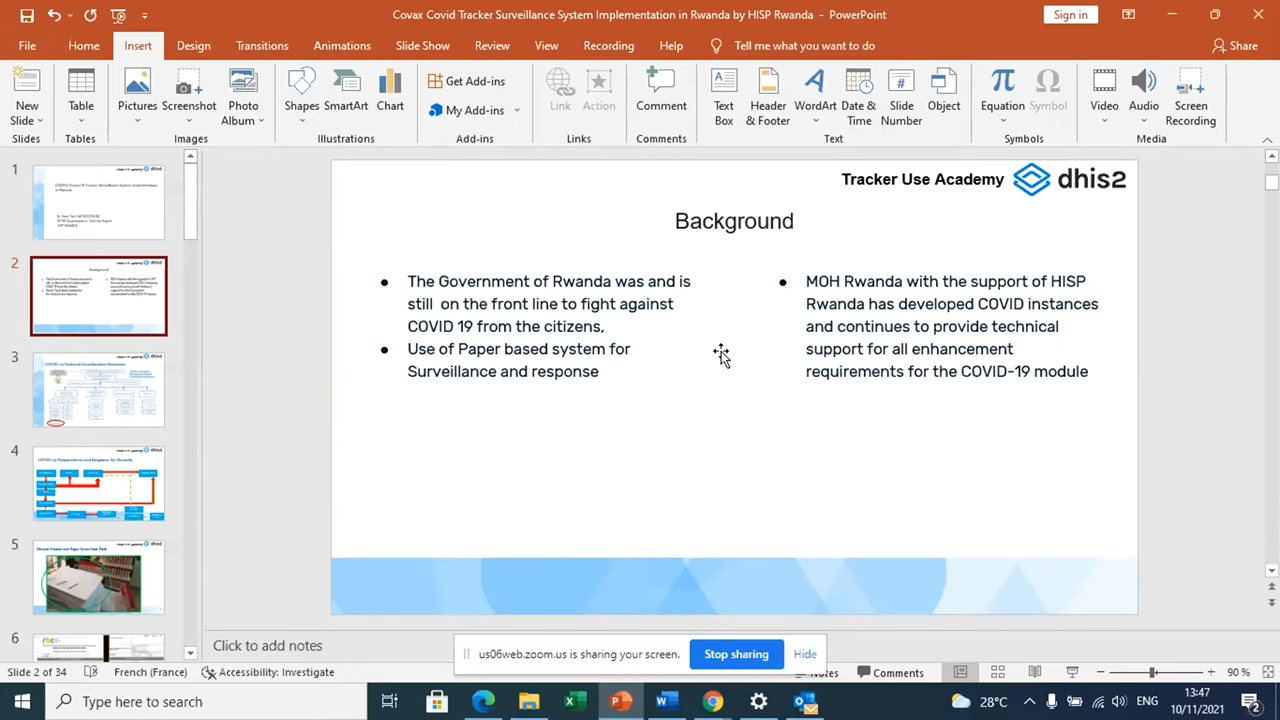 Covax Covid Tracker Surveillance System Implementation in Rwanda by HISP Rwanda - PowerPoint
Sign in
File Home Insert Design Transitions Animations Slide Show Review View Recording Help Tell me what you want to do Share
New Slide
Table
Pictures
Screenshot
Photo Album
Shapes
SmartArt
Chart
Get Add-ins
My Add-ins
Link
Action
Comment
Text Box
Header & Footer
WordArt
Date & Time
Slide Number
Object
Equation
Symbol
Video
Audio
Screen Recording
Slides Tables Images Illustrations Add-ins Links Comments Text Symbols Media
1
2
3
4
5
6
Tracker Use Academy dhis2
Background
● The Government of Rwanda was and is
still on the front line to fight against
COVID 19 from the citizens,
● Use of Paper based system for
Surveillance and response
● MOH Rwanda with the support of HISP
Rwanda has developed COVID instances
and continues to provide technical
support for all enhancement
requirements for the COVID-19 module
Click to add notes
us06web.zoom.us is sharing your screen. Stop sharing Hide
Slide 2 of 34 French (France) Accessibility: Investigate Notes Comments 90 %
Type here to search
28°C ENG 13:47
10/11/2021
2